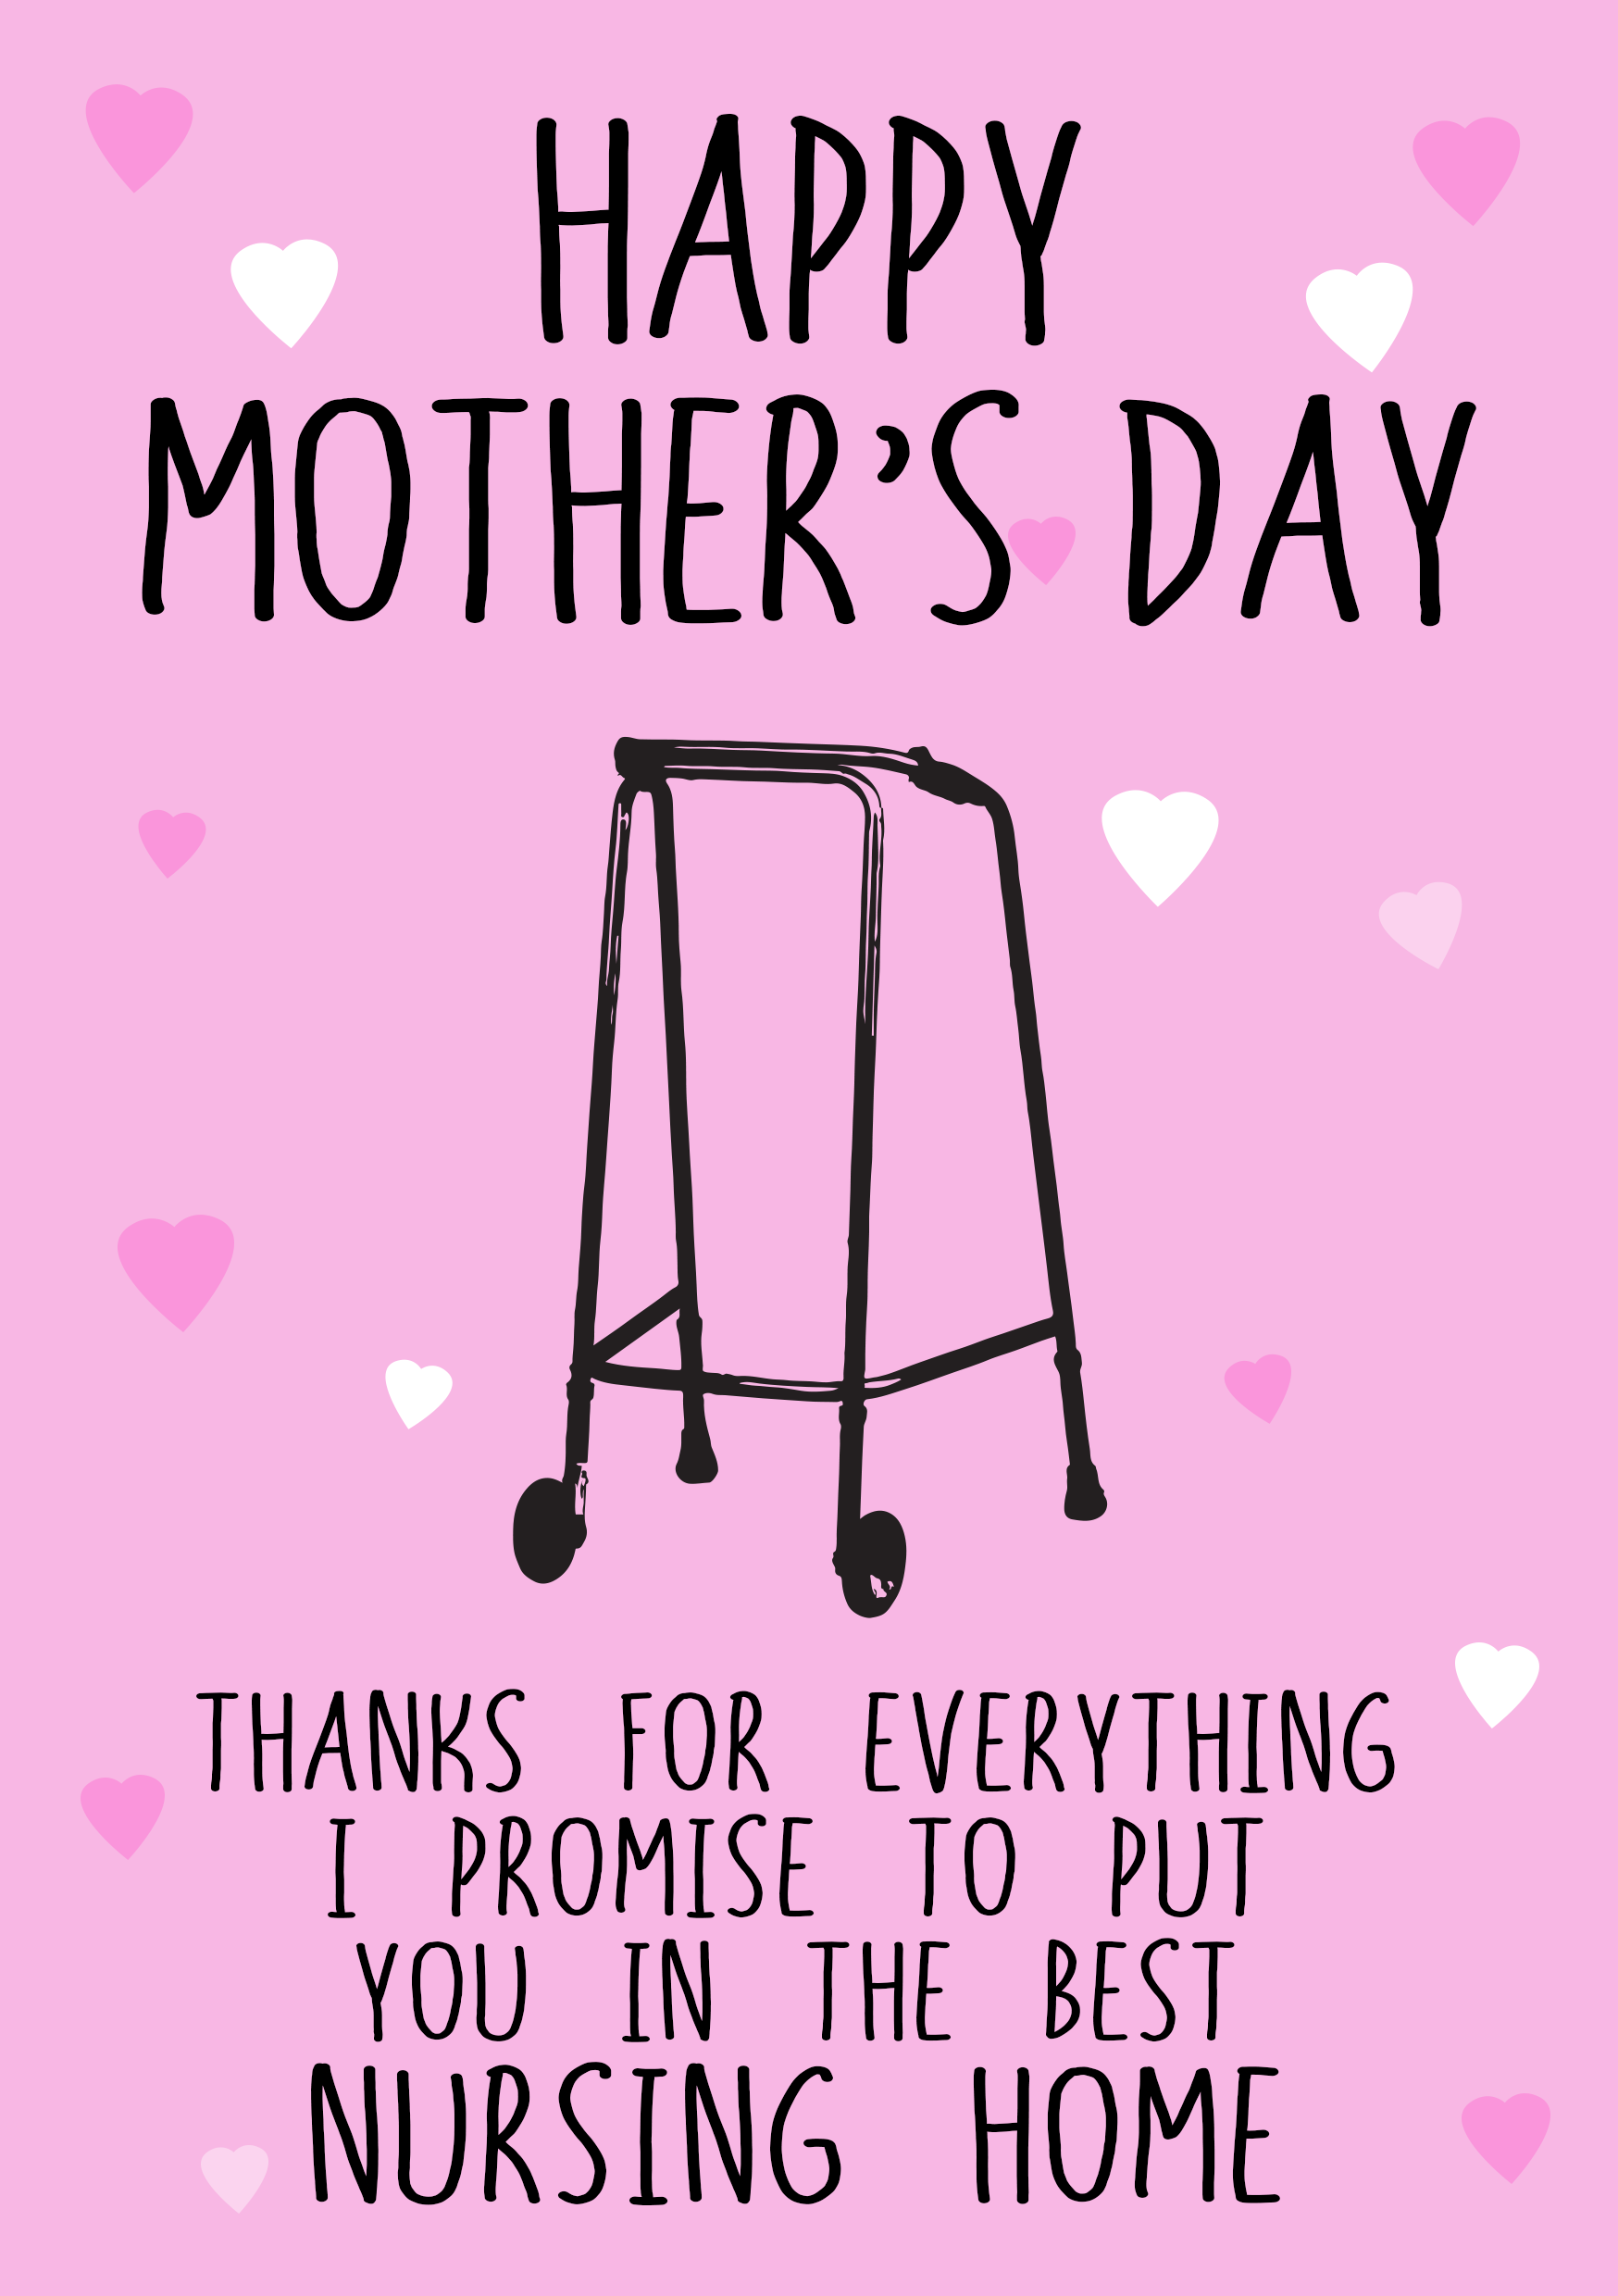 HAPPY
MOTHER'S DAY
THANKS FOR EVERYTHING
I PROMISE TO PUT
YOU IN THE BEST
NURSING HOME